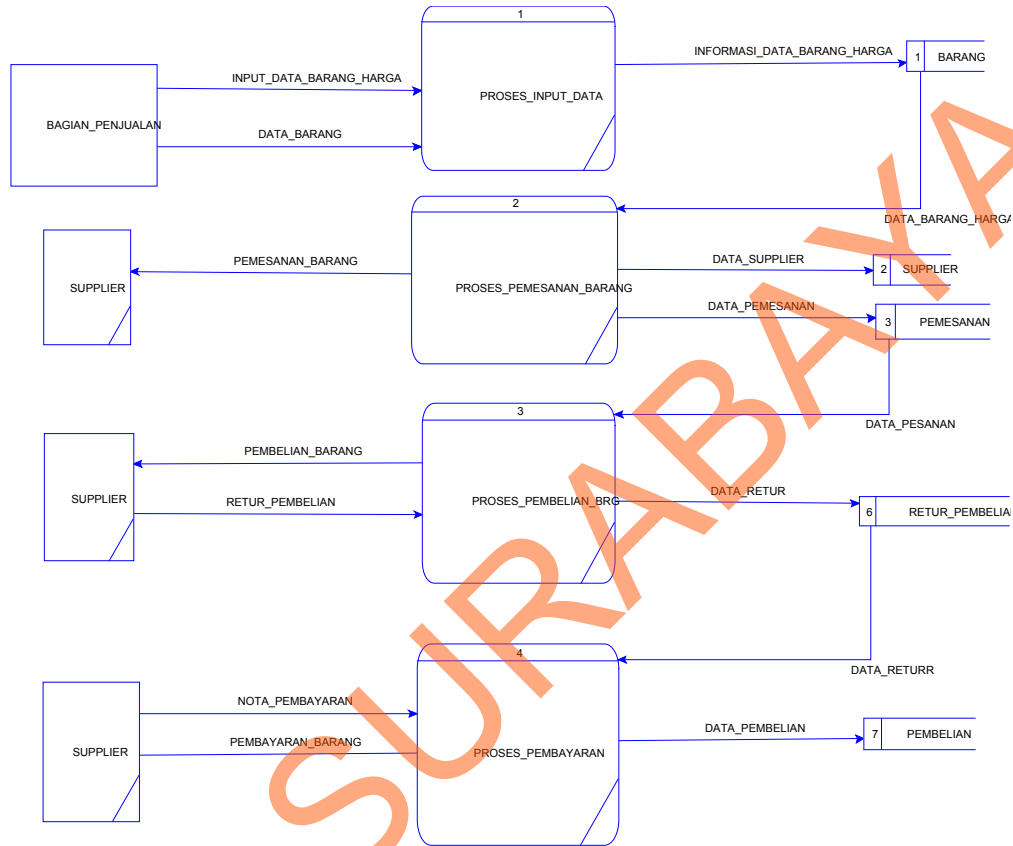 1
INFORMASI_DATA_BARANG_HARGA
1 BARANG
INPUT_DATA_BARANG_HARGA
PROSES_INPUT_DATA
BAGIAN_PENJUALAN
DATA_BARANG
2
DATA_BARANG_HARGA
PEMESANAN_BARANG
DATA_SUPPLIER
2 SUPPLIER
SUPPLIER
PROSES_PEMESANAN_BARANG
DATA_PEMESANAN
3 PEMESANAN
3
DATA_PESANAN
PEMBELIAN_BARANG
SUPPLIER
RETUR_PEMBELIAN
PROSES_PEMBELIAN_BRG
DATA_RETUR
6 RETUR_PEMBELIA
4
DATA_RETURR
NOTA_PEMBAYARAN
DATA_PEMBELIAN
7 PEMBELIAN
PEMBAYARAN_BARANG
SUPPLIER
PROSES_PEMBAYARAN
SURABAYA